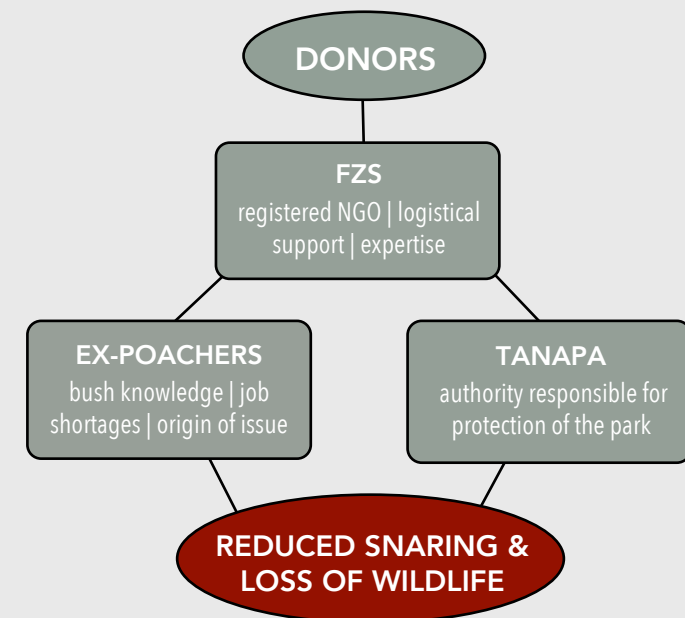 DONORS
FZS
registered NGO | logistical
support | expertise
EX-POACHERS
bush knowledge | job
shortages | origin of issue
TANAPA
authority responsible for
protection of the park
REDUCED SNARING &
LOSS OF WILDLIFE